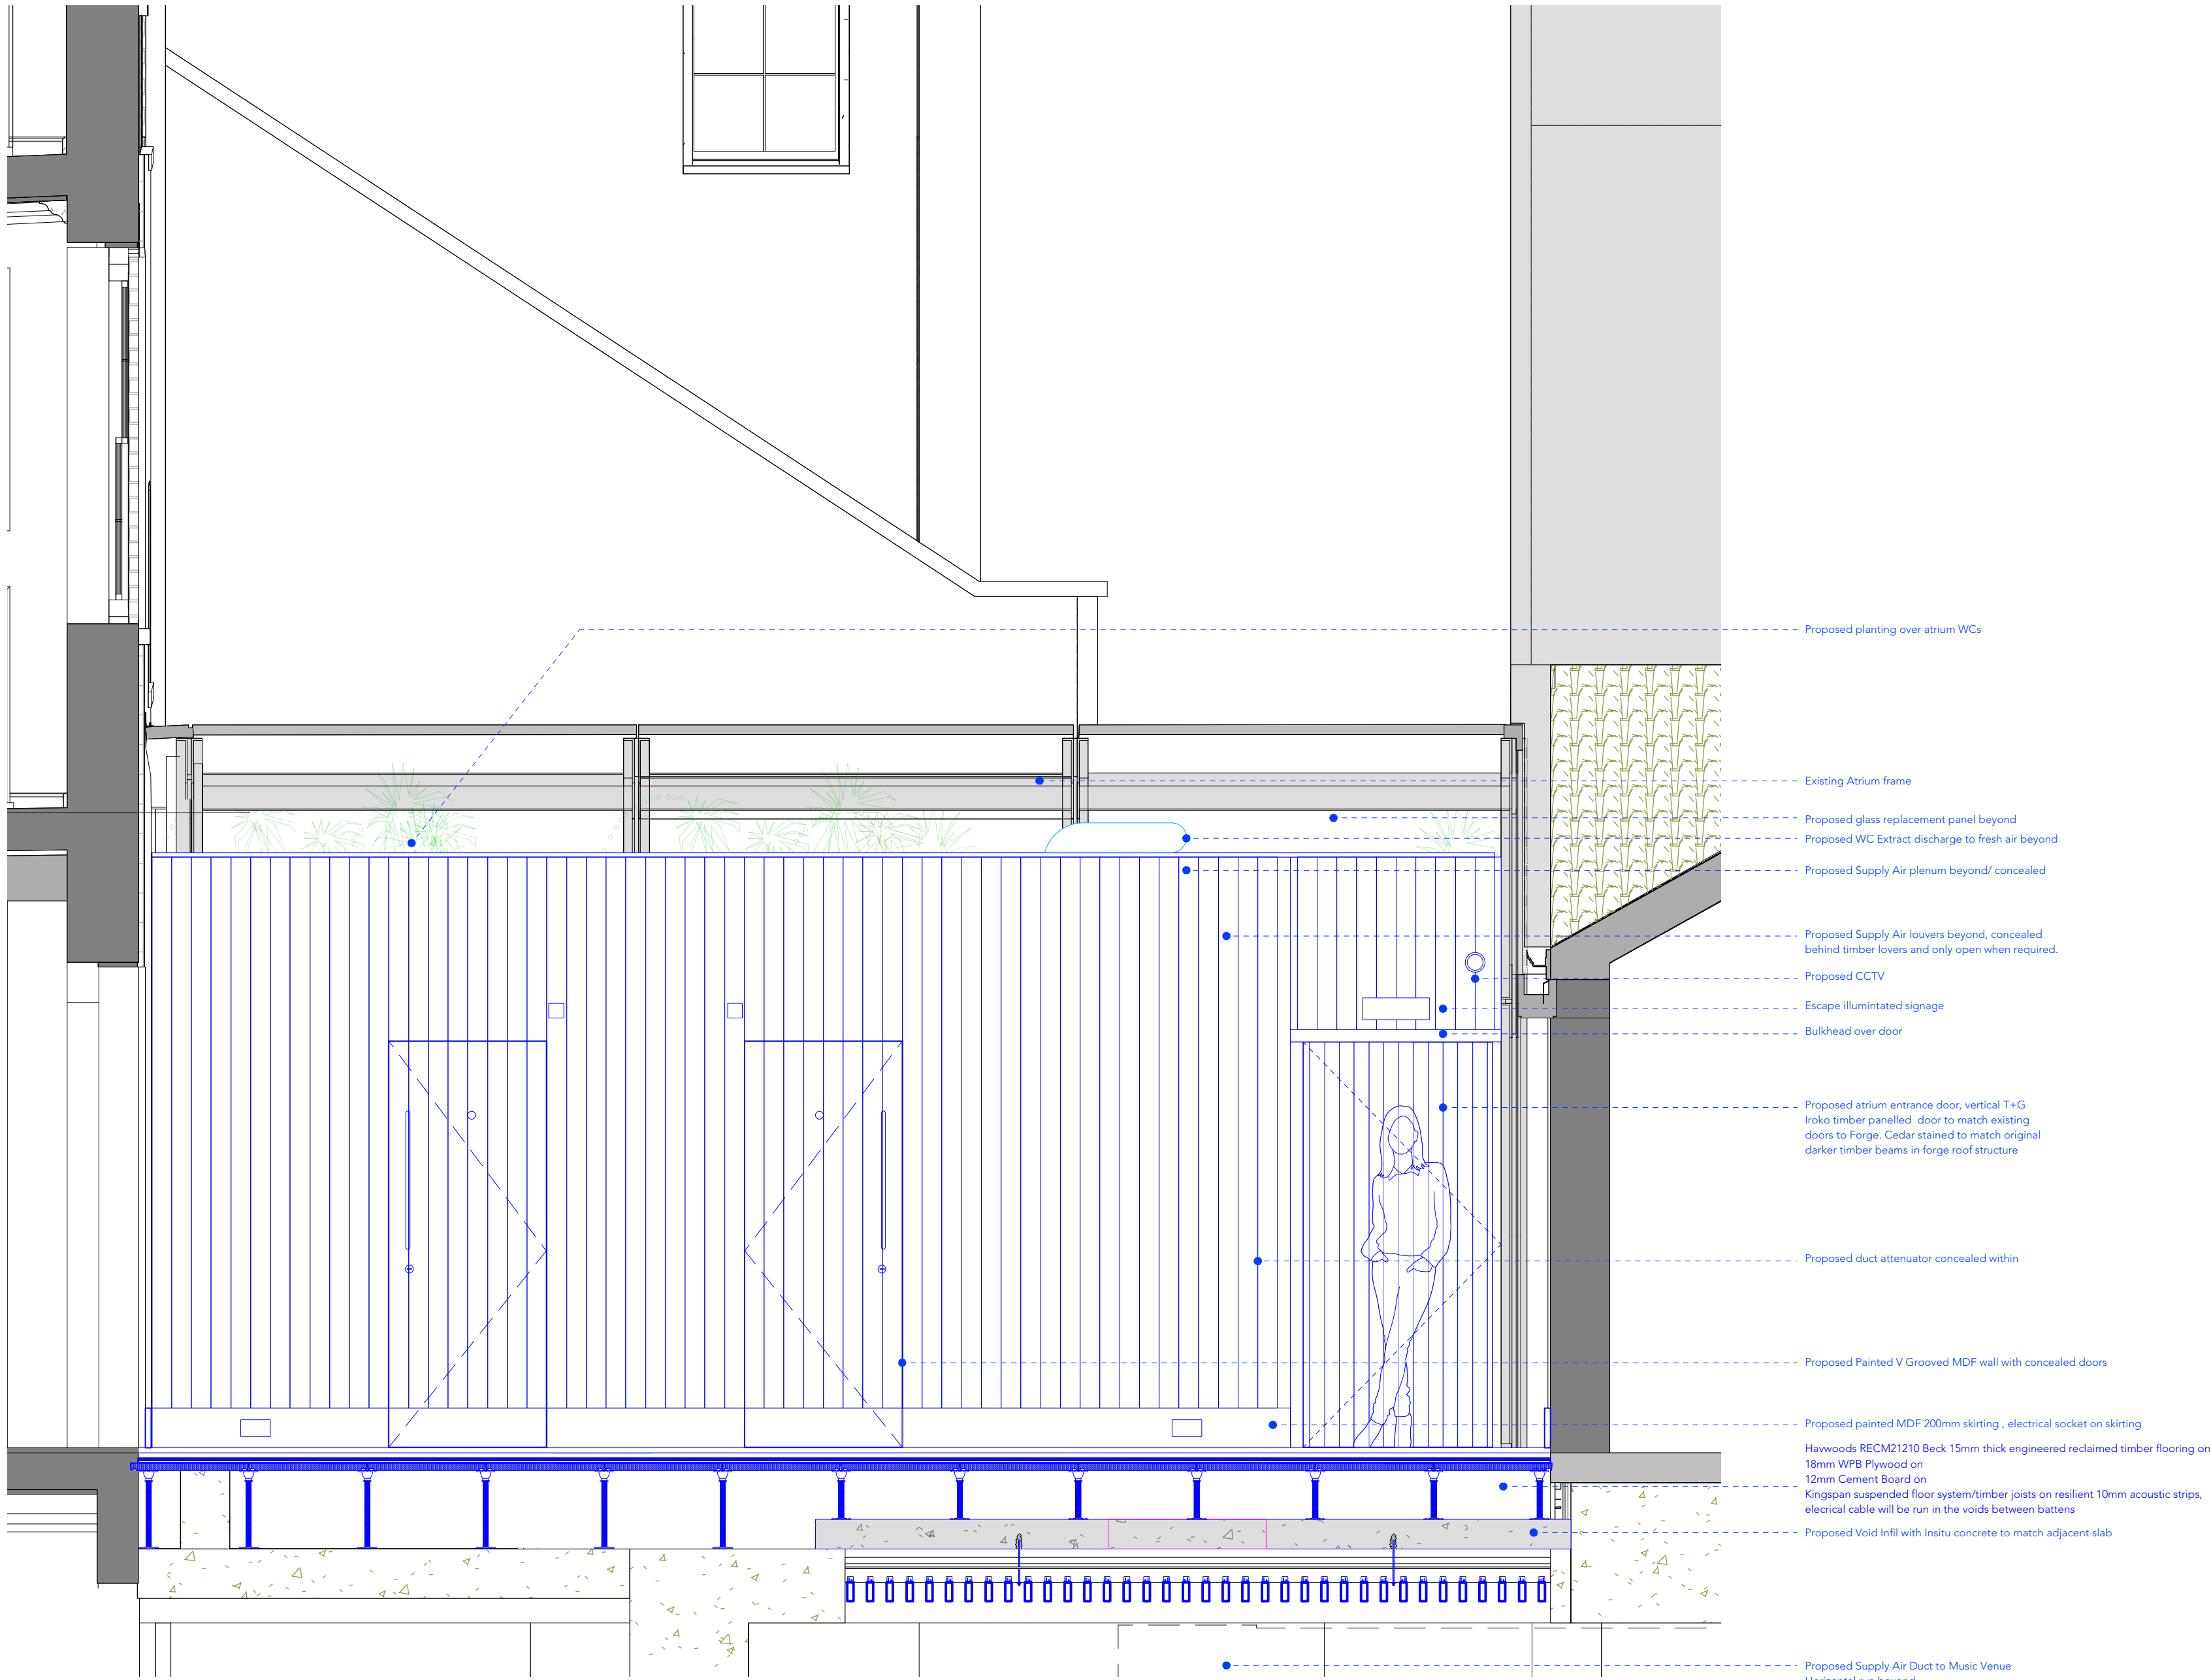 Proposed planting over atrium WCs
Existing Atrium frame
Proposed glass replacement panel beyond
Proposed WC Extract discharge to fresh air beyond
Proposed Supply Air plenum beyond/ concealed
Proposed Supply Air louvers beyond, concealed
behind timber lovers and only open when required.
Proposed CCTV
Escape illumintated signage
Bulkhead over door
Proposed atrium entrance door, vertical T+G
Iroko timber panelled  door to match existing
doors to Forge. Cedar stained to match original
darker timber beams in forge roof structure
Proposed duct attenuator concealed within
Proposed Painted V Grooved MDF wall with concealed doors
Proposed painted MDF 200mm skirting , electrical socket on skirting
Havwoods RECM21210 Beck 15mm thick engineered reclaimed timber flooring on
18mm WPB Plywood on
12mm Cement Board on
Kingspan suspended floor system/timber joists on resilient 10mm acoustic strips,
elecrical cable will be run in the voids between battens
Proposed Void Infil with Insitu concrete to match adjacent slab
Proposed Supply Air Duct to Music Venue
Horizontal run beyond